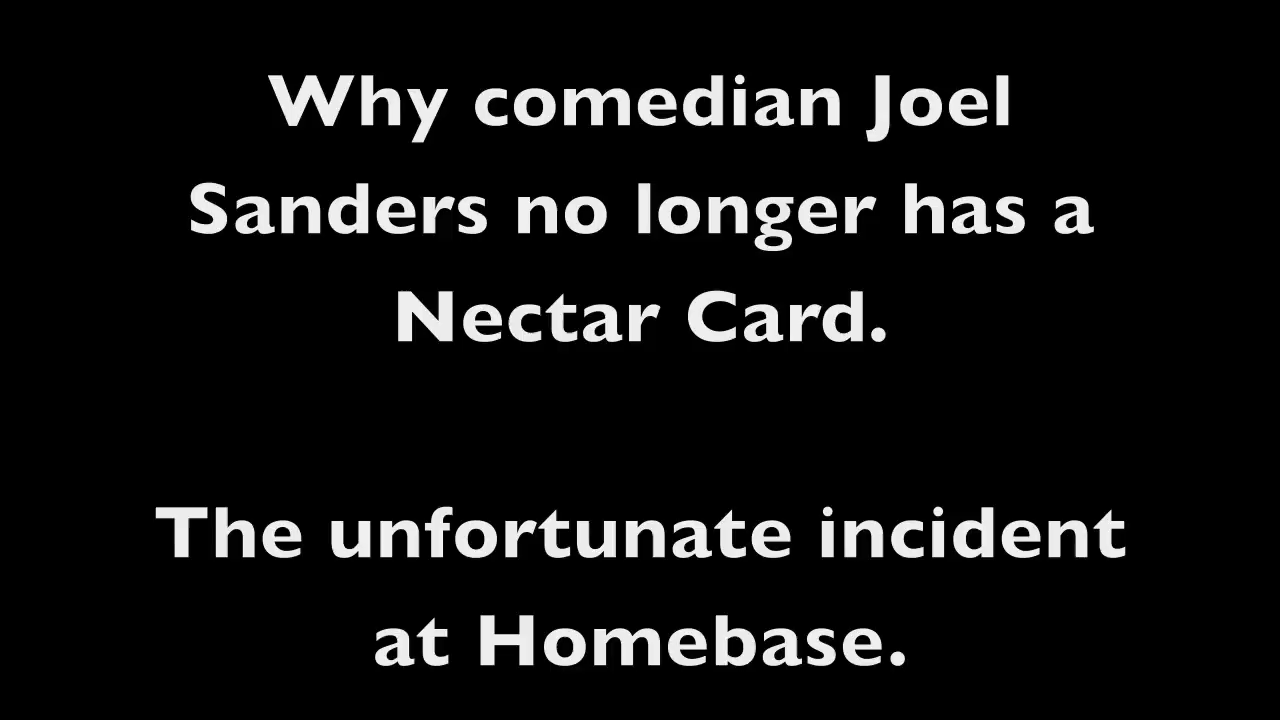 Why comedian Joel
Sanders no longer has a
Nectar Card.
The unfortunate incident
at Homebase.